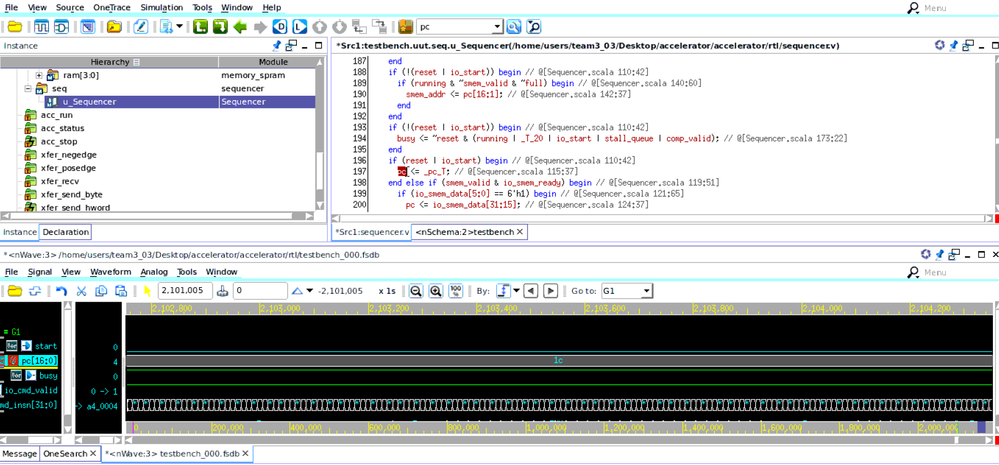 File View Source OneTrace Simulation Tools Window Help Menu
pc
Instance
*Src1:testbench.uut.seq.u_Sequencer(/home/users/team3_03/Desktop/accelerator/accelerator/rtl/sequencer.v)
Hierarchy Module
ram[3:0] memory_spram
seq sequencer
u_Sequencer Sequencer
acc_run
acc_status
acc_stop
xfer_negedge
xfer_posedge
xfer_recv
xfer_send_byte
xfer_send_hword
187 end
188 if (!(reset | io_start)) begin // @[Sequencer.scala 110:42]
189 if (running & ~smem_valid & ~full) begin // @[Sequencer.scala 140:60]
190 smem_addr <= pc[16:1]; // @[Sequencer.scala 142:37]
191 end
192 end
193 if (!(reset | io_start)) begin // @[Sequencer.scala 110:42]
194 busy <= ~reset & (running | _T_20 | io_start | stall_queue | comp_valid); // @[Sequencer.scala 173:22]
195 end
196 if (reset | io_start) begin // @[Sequencer.scala 110:42]
197 pc <= _pc_T; // @[Sequencer.scala 115:37]
198 end else if (smem_valid & io_smem_ready) begin // @[Sequencer.scala 119:51]
199 if (io_smem_data[5:0] == 6'h1) begin // @[Sequencer.scala 121:65]
200 pc <= io_smem_data[31:15]; // @[Sequencer.scala 124:37]
Instance Declaration
*Src1:sequencer.v <nSchema:2>testbench
*<nWave:3> /home/users/team3_03/Desktop/accelerator/accelerator/rtl/testbench_000.fsdb
File Signal View Waveform Analog Tools Window Menu
2,101,005 0 -2,101,005 x 1s 100 % By: Go to: G1
2,102,800 2,103,000 2,103,200 2,103,400 2,103,600 2,103,800 2,104,000 2,104,200
= G1
Ver start 0
pc[16:0] 4 1c
Ver busy 0
io_cmd_valid 0 -> 1
md_insn[31:0] -> a4_0004
0 200,000 400,000 600,000 800,000 1,000,000 1,200,000 1,400,000 1,600,000 1,800,000 2,000,000
Message OneSearch *<nWave:3> testbench_000.fsdb